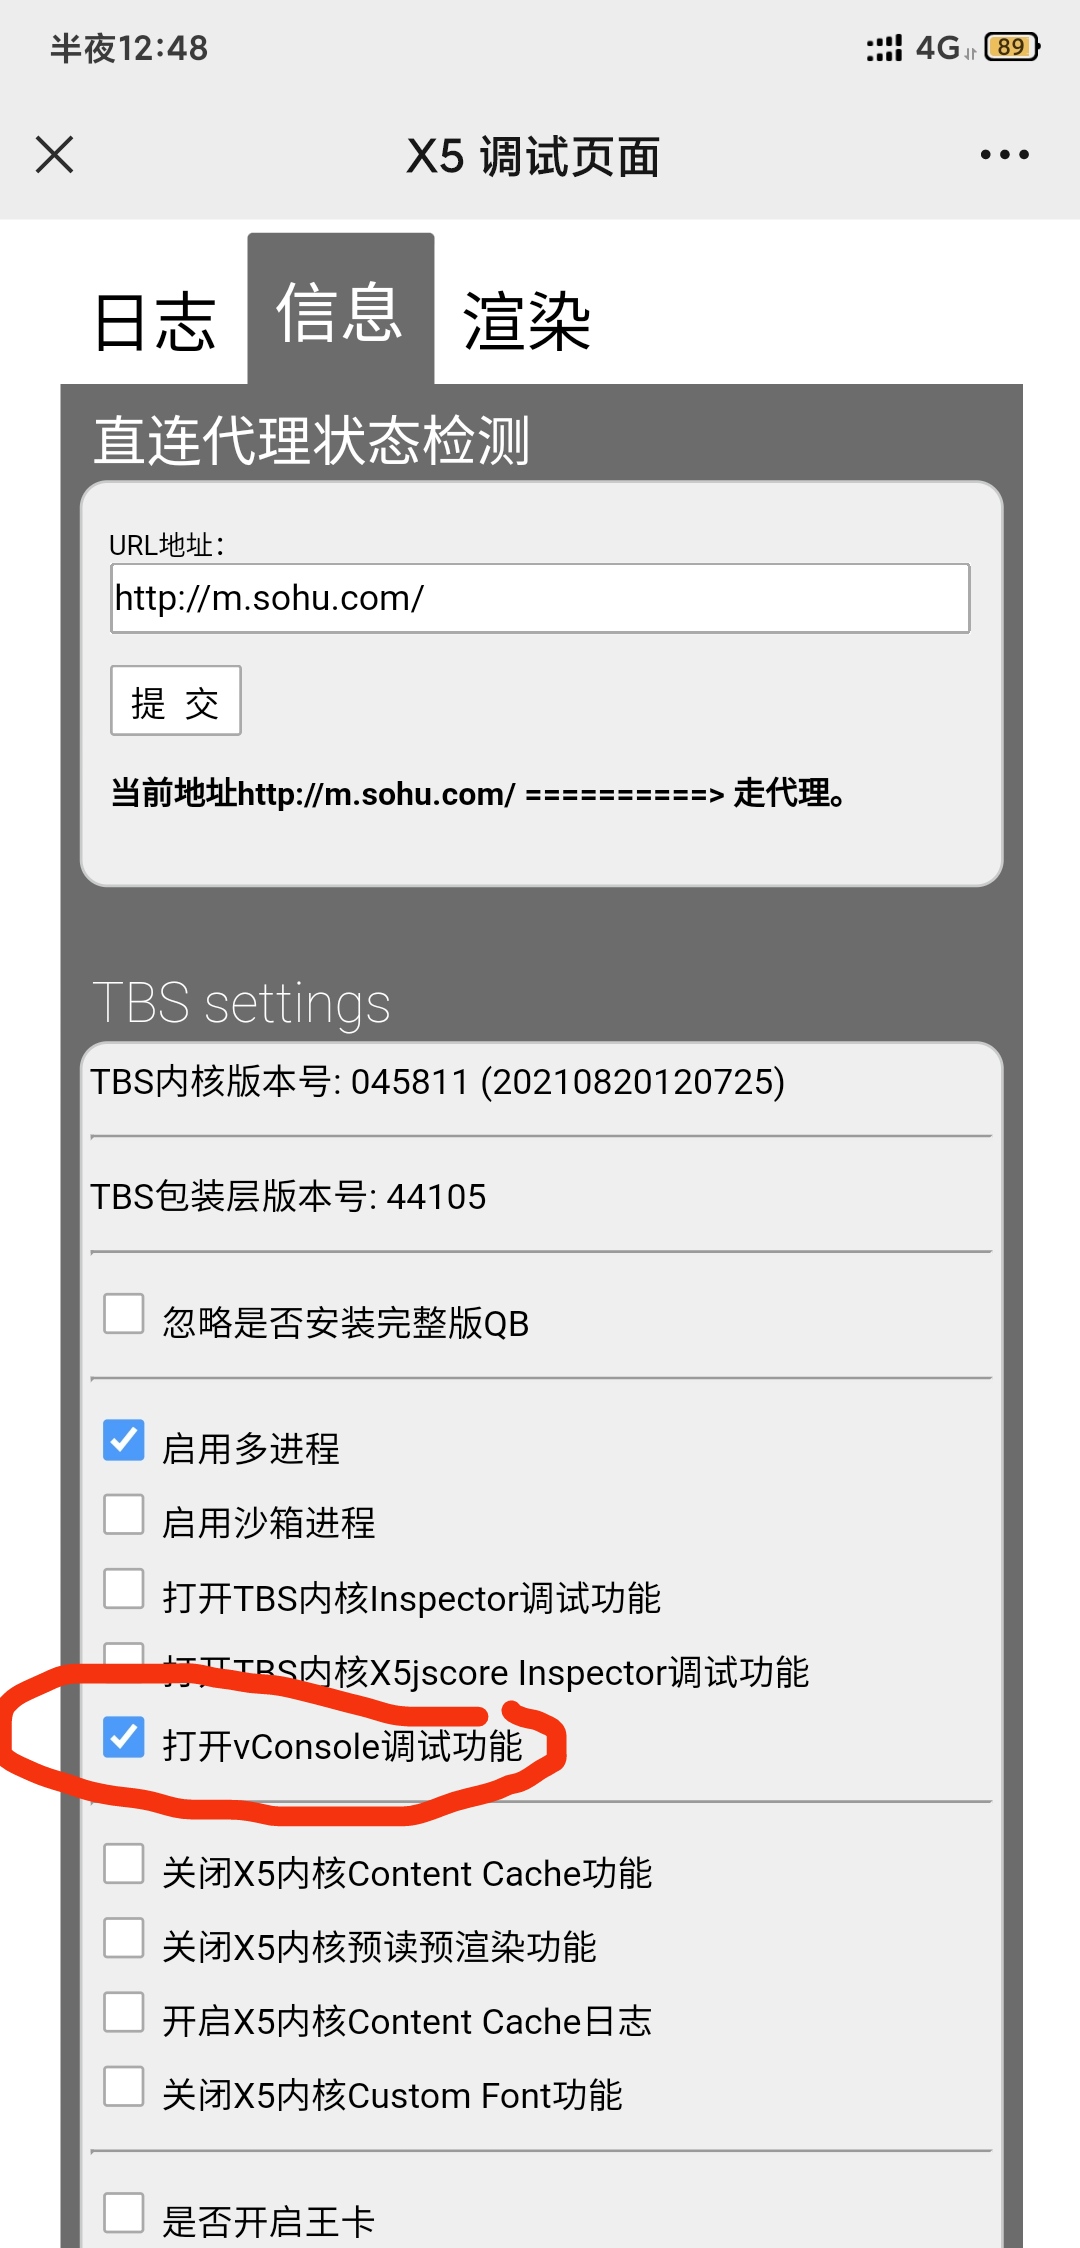 半夜12:48
4G
89
X5 调试页面
日志
信息
渲染
直连代理状态检测
URL地址：
http://m.sohu.com/
提 交
当前地址http://m.sohu.com/ ==========> 走代理。
TBS settings
TBS内核版本号: 045811 (20210820120725)
TBS包装层版本号: 44105
忽略是否安装完整版QB
启用多进程
启用沙箱进程
打开TBS内核Inspector调试功能
打开TBS内核X5jscore Inspector调试功能
打开vConsole调试功能
关闭X5内核Content Cache功能
关闭X5内核预读预渲染功能
开启X5内核Content Cache日志
关闭X5内核Custom Font功能
是否开启王卡